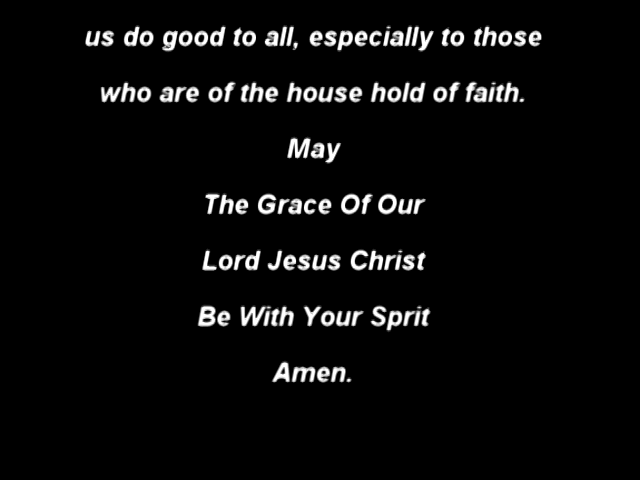 us do good to all, especially to those
who are of the house hold of faith.
May
The Grace Of Our
Lord Jesus Christ
Be With Your Sprit
Amen.